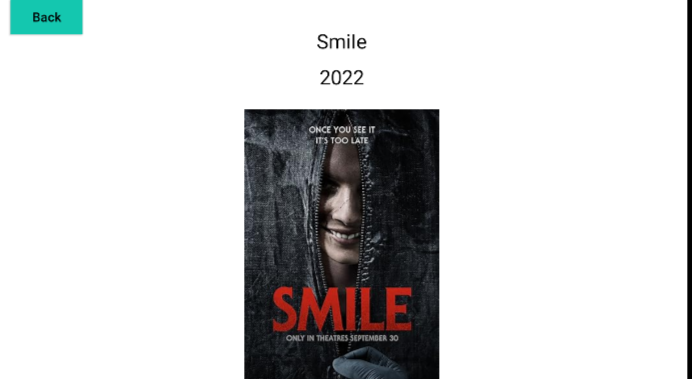 Back
Smile
2022
ONCE YOU SEE IT
IT'S TOO LATE
SMILE
ONLY IN THEATRES SEPTEMBER 30